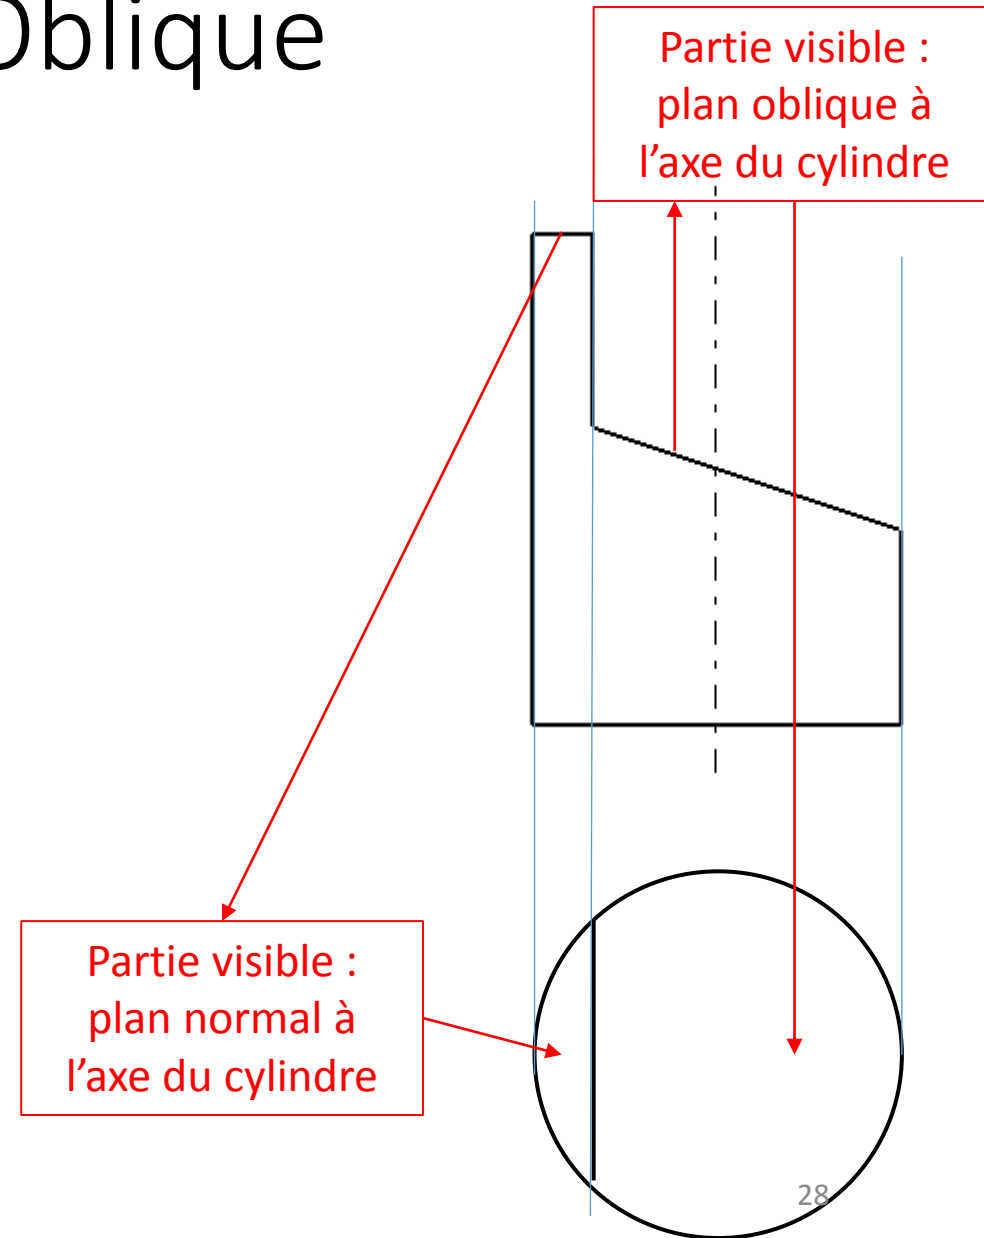 Oblique
Partie visible :
plan oblique à
l’axe du cylindre
Partie visible :
plan normal à
l’axe du cylindre
28